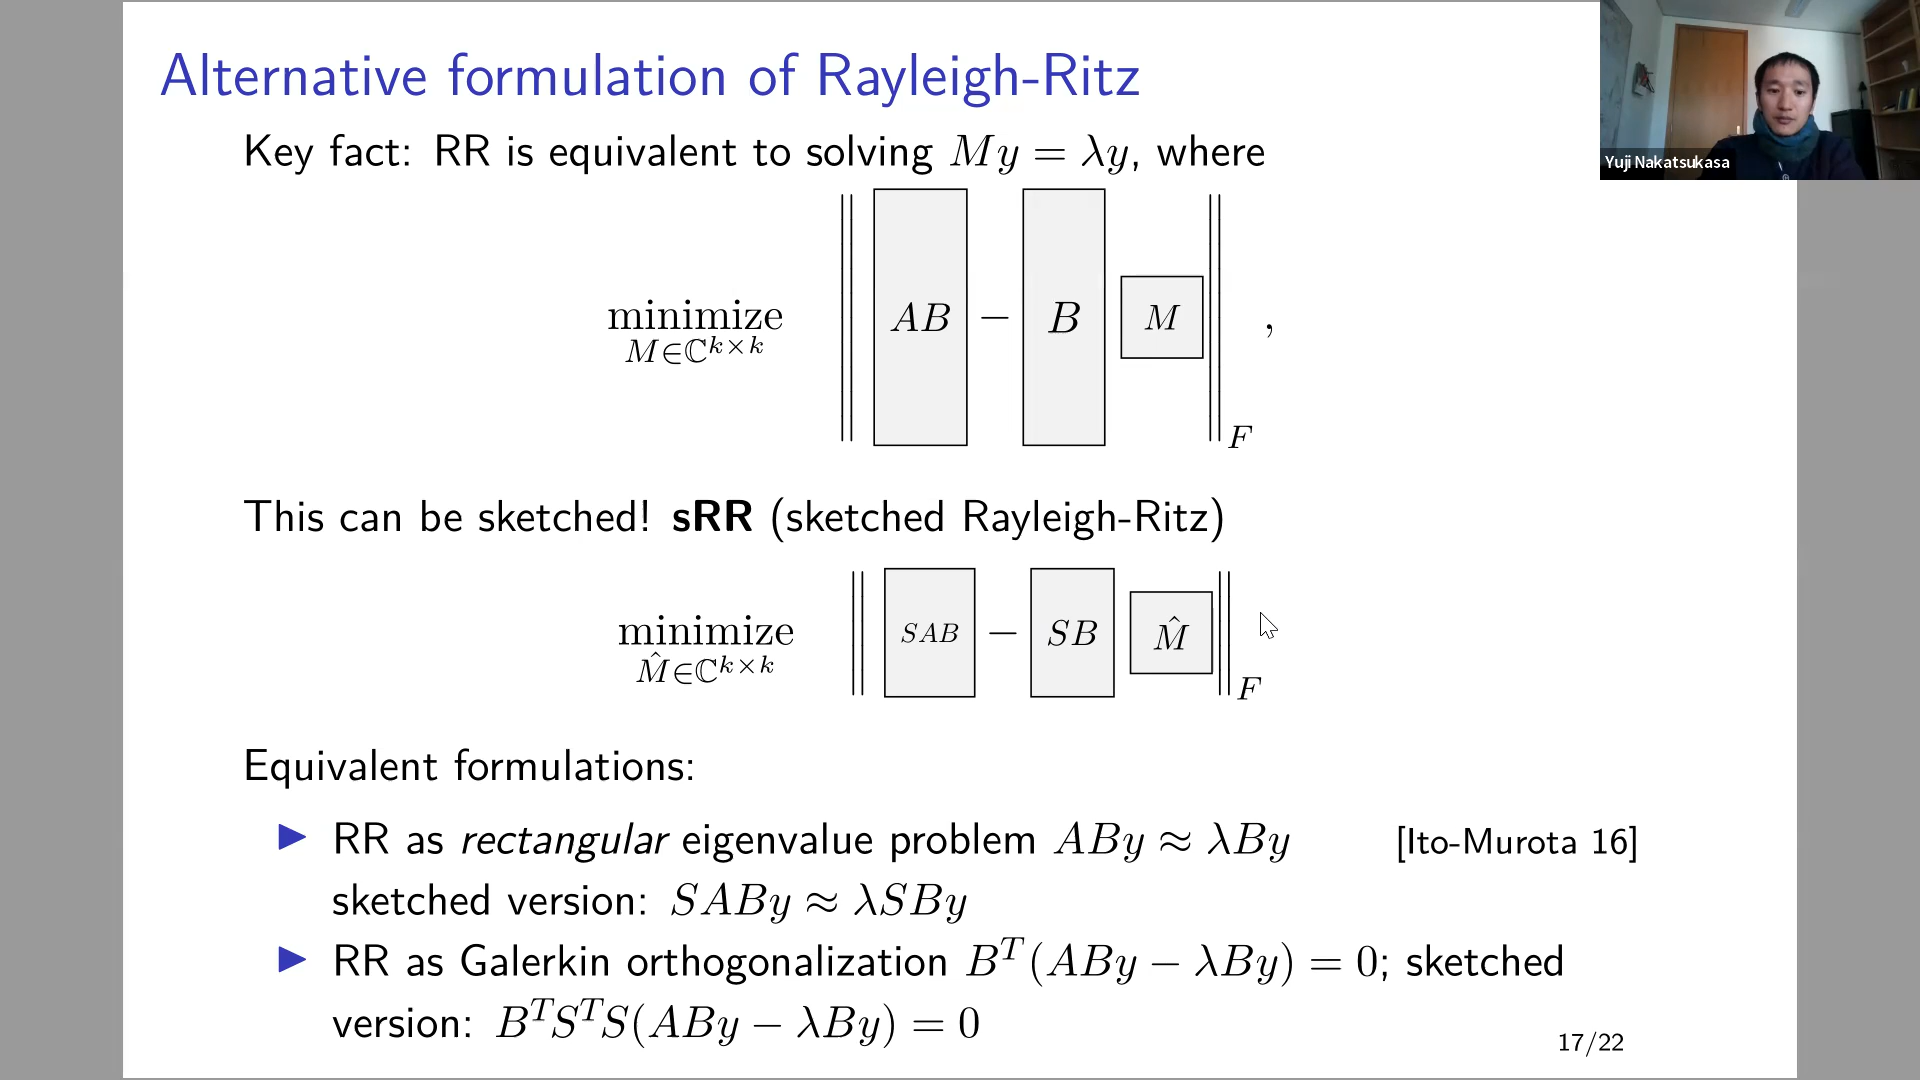 Alternative formulation of Rayleigh-Ritz
Yuji Nakatsukasa
Key fact: RR is equivalent to solving My = λy, where
minimize M∈ℂ^{k×k} ‖ AB − B M ‖_F ,
This can be sketched! sRR (sketched Rayleigh-Ritz)
minimize M̂∈ℂ^{k×k} ‖ SAB − SB M̂ ‖_F
Equivalent formulations:
▶ RR as rectangular eigenvalue problem ABy ≈ λBy [Ito-Murota 16]
sketched version: SABy ≈ λSBy
▶ RR as Galerkin orthogonalization B^T(ABy − λBy) = 0; sketched
version: B^T S^T S(ABy − λBy) = 0
17/22